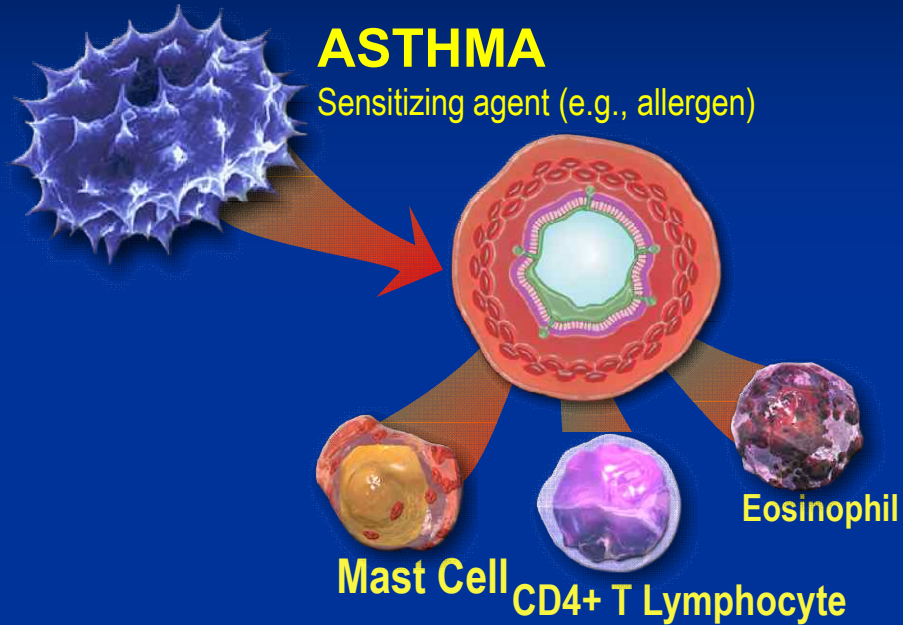 ASTHMA
Sensitizing agent (e.g., allergen)
Eosinophil
Mast Cell
CD4+ T Lymphocyte